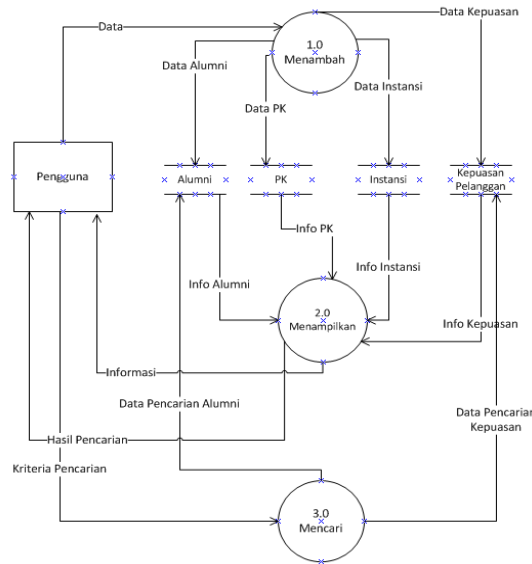 Data
Data Kepuasan
1.0
Menambah
Data Alumni
Data Instansi
Data PK
Pengguna
Alumni
PK
Instansi
Kepuasan
Pelanggan
Info PK
Info Alumni
Info Instansi
2.0
Menampilkan
Info Kepuasan
Informasi
Data Pencarian Alumni
Data Pencarian
Kepuasan
Hasil Pencarian
Kriteria Pencarian
3.0
Mencari